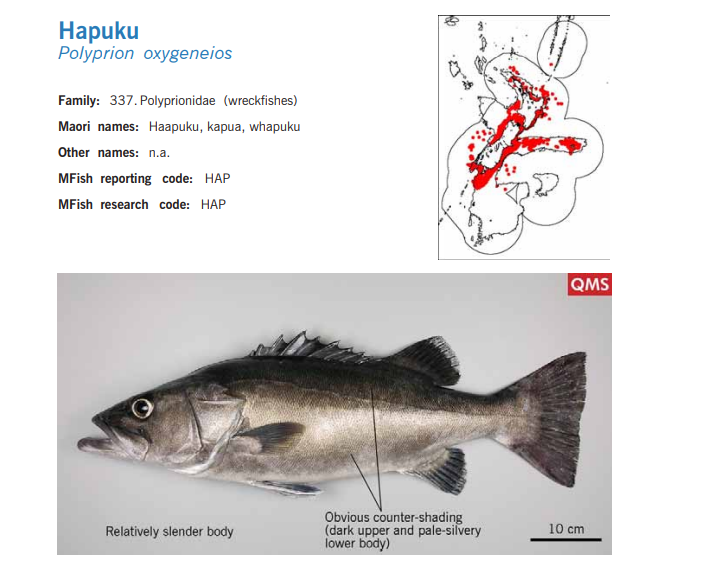 Hapuku
Polyprion oxygeneios
Family: 337. Polyprionidae (wreckfishes)
Maori names: Haapuku, kapua, whapuku
Other names: n.a.
MFish reporting code: HAP
MFish research code: HAP
QMS
Relatively slender body
Obvious counter-shading
(dark upper and pale-silvery
lower body)
10 cm